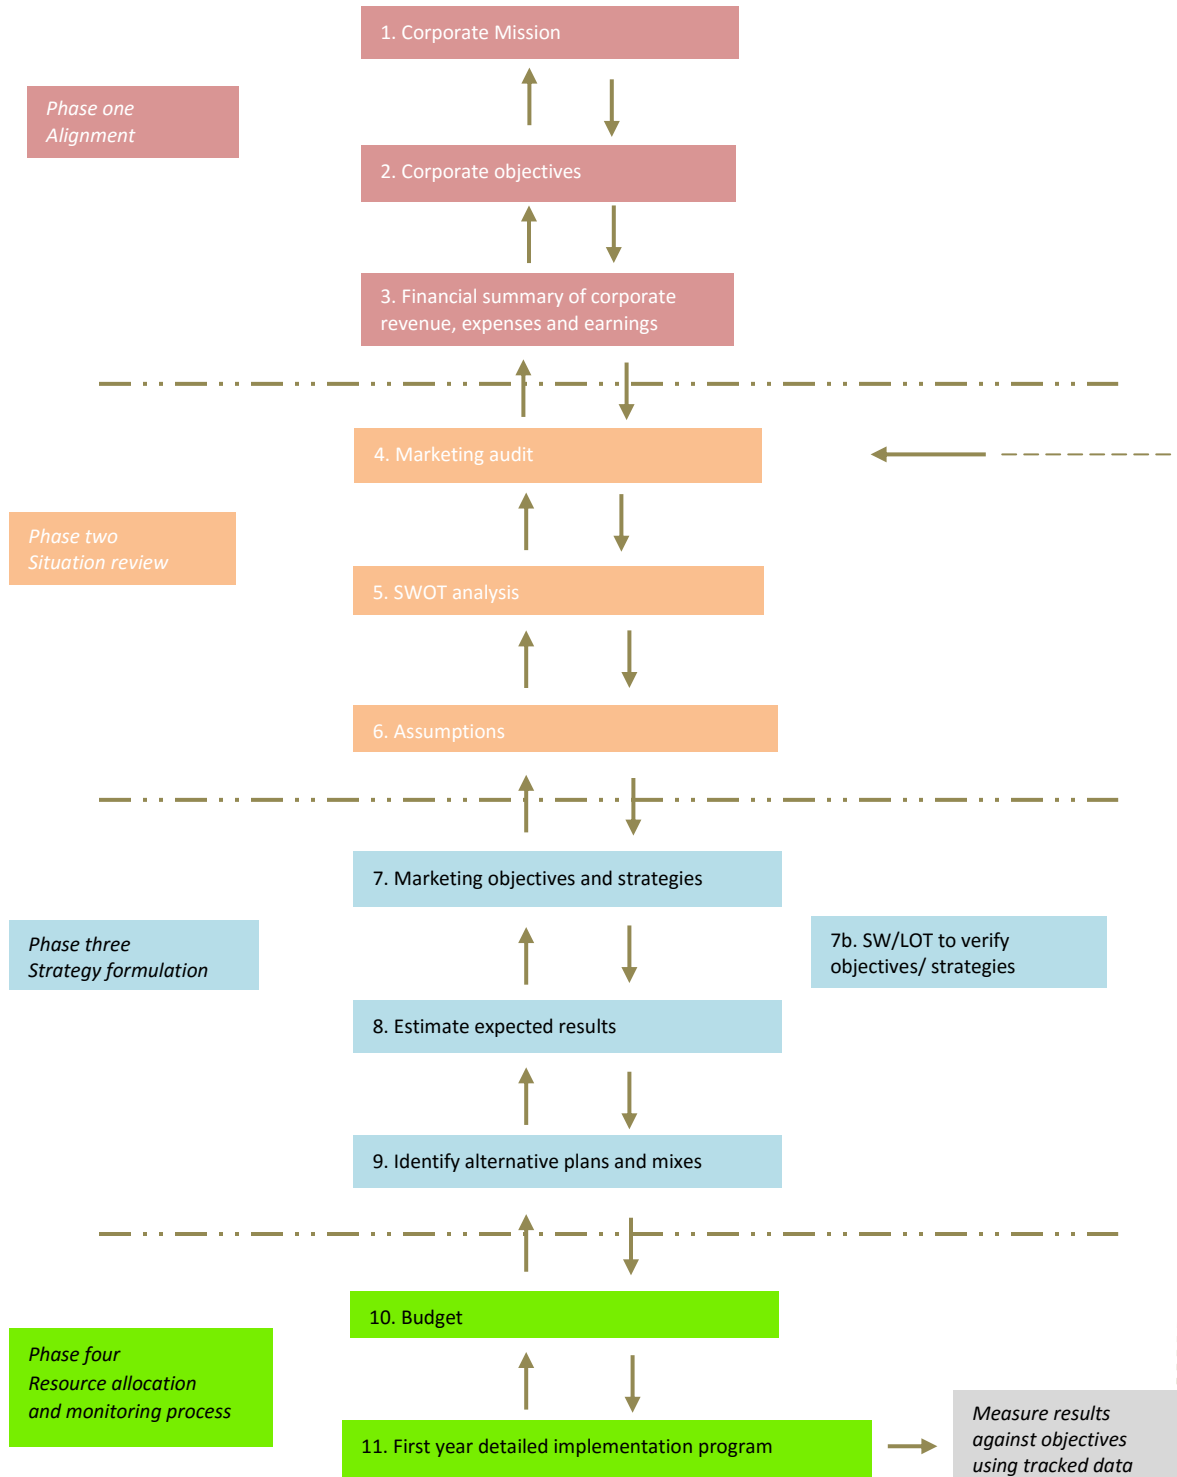 1. Corporate Mission
Phase one
Alignment
2. Corporate objectives
3. Financial summary of corporate
revenue, expenses and earnings
4. Marketing audit
Phase two
Situation review
5. SWOT analysis
6. Assumptions
7. Marketing objectives and strategies
Phase three
Strategy formulation
7b. SW/LOT to verify
objectives/ strategies
8. Estimate expected results
9. Identify alternative plans and mixes
10. Budget
Phase four
Resource allocation
and monitoring process
11. First year detailed implementation program
Measure results
against objectives
using tracked data